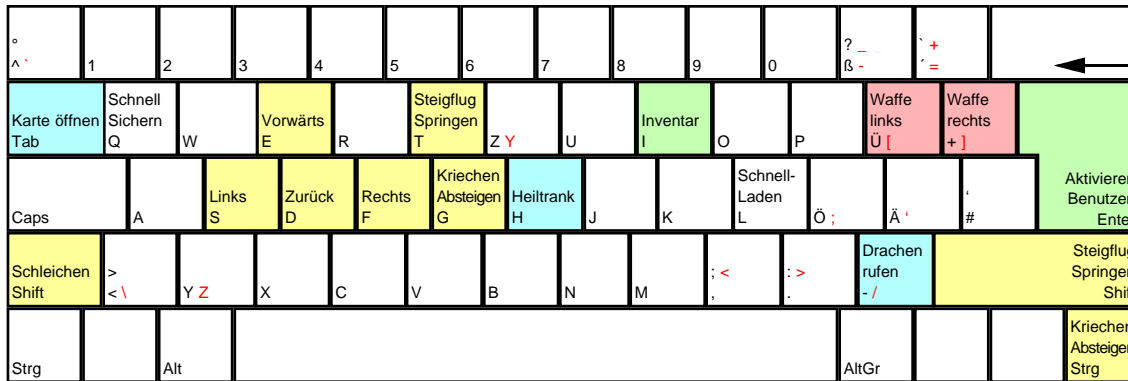 °
^ `
1
2
3
4
5
6
7
8
9
0
? _
ß -
` +
´ =
Karte öffnen
Tab
Schnell
Sichern
Q
W
Vorwärts
E
R
Steigflug
Springen
T
Z Y
U
Inventar
I
O
P
Waffe
links
Ü [
Waffe
rechts
+ ]
Aktivieren
Benutzen
Enter
Caps
A
Links
S
Zurück
D
Rechts
F
Kriechen
Absteigen
G
Heiltrank
H
J
K
Schnell-
Laden
L
Ö ;
Ä '
'
#
Schleichen
Shift
>
< \
Y Z
X
C
V
B
N
M
; <
,
: >
.
Drachen
rufen
- /
Steigflug
Springen
Shift
Strg
Alt
AltGr
Kriechen
Absteigen
Strg